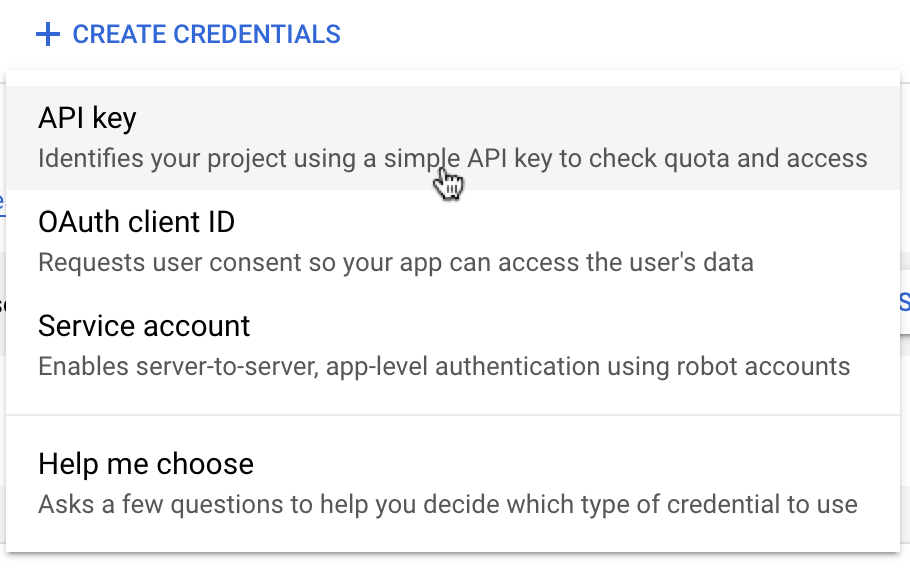 CREATE CREDENTIALS
API key
Identifies your project using a simple API key to check quota and access
OAuth client ID
Requests user consent so your app can access the user's data
Service account
Enables server-to-server, app-level authentication using robot accounts
Help me choose
Asks a few questions to help you decide which type of credential to use